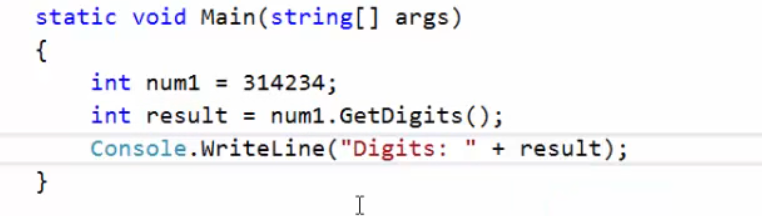 static void Main(string[] args)
{
    int num1 = 314234;
    int result = num1.GetDigits();
    Console.WriteLine("Digits: " + result);
}